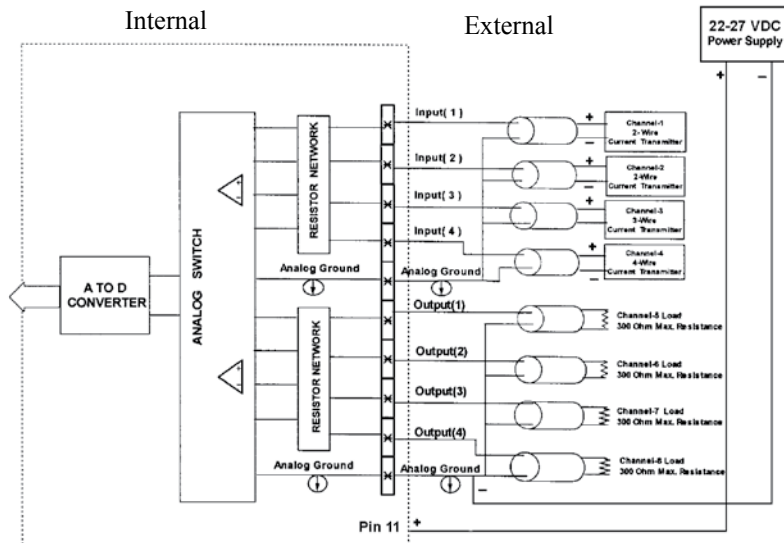 Internal
External
22-27 VDC
Power Supply
+
–
Input( 1 )
Input( 2 )
Input( 3 )
Input( 4 )
Analog Ground
Analog Ground
RESISTOR NETWORK
ANALOG SWITCH
A TO D
CONVERTER
+
–
Channel-1
2- Wire
Current Transmitter
+
–
Channel-2
2-Wire
Current Transmitter
+
–
Channel-3
2-Wire
Current Transmitter
+
–
Channel-4
4-Wire
Current Transmitter
Output(1)
Output(2)
Output(3)
Output(4)
RESISTOR NETWORK
Analog Ground
Analog Ground
–
Channel-5 Load
300 Ohm Max. Resistance
Channel-6 Load
300 Ohm Max. Resistance
Channel-7 Load
300 Ohm Max. Resistance
Channel-8 Load
300 Ohm Max. Resistance
Pin 11
+